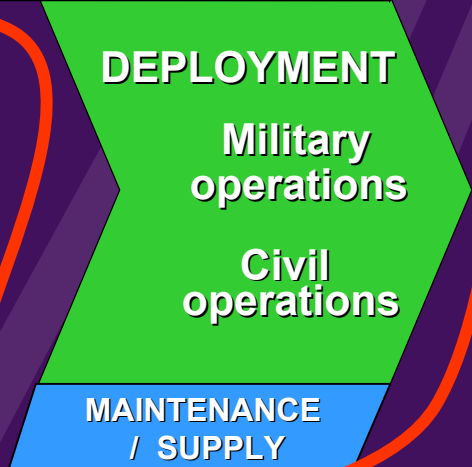 DEPLOYMENT
Military
operations
Civil
operations
MAINTENANCE
/ SUPPLY